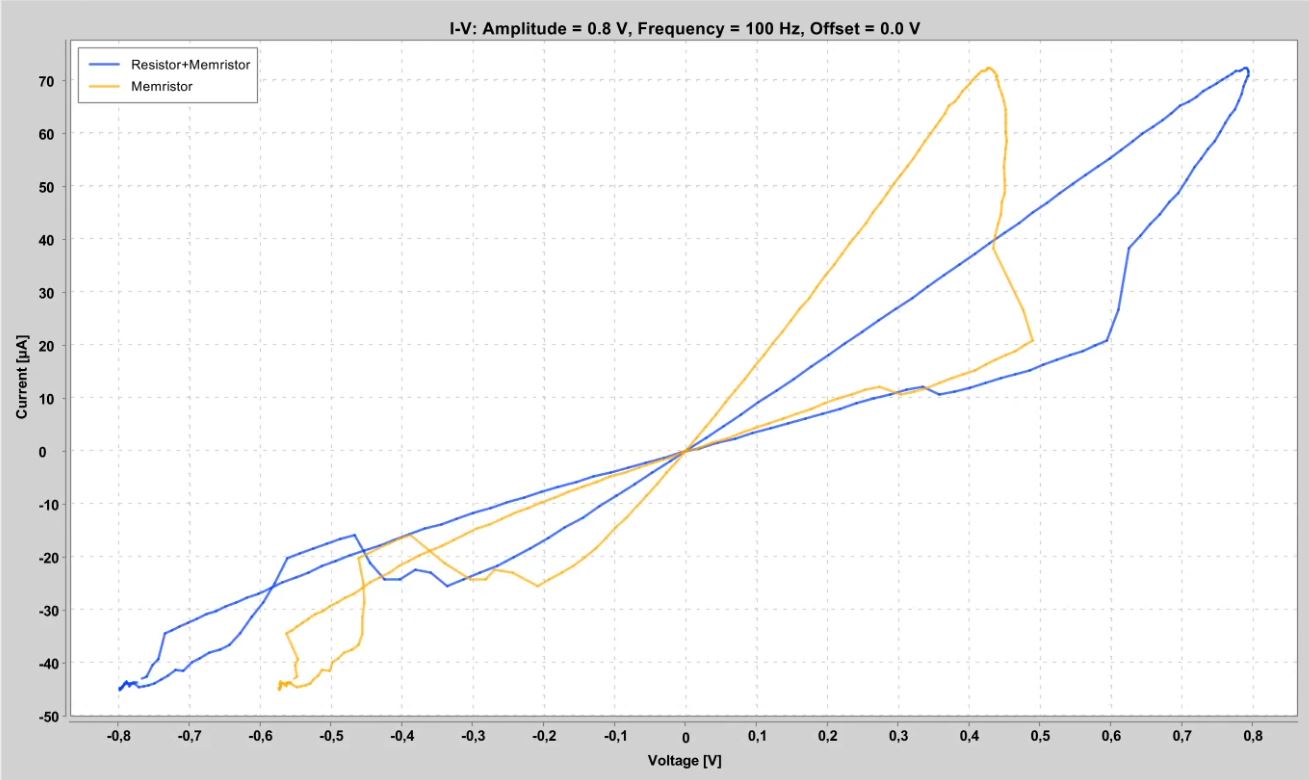 I-V: Amplitude = 0.8 V, Frequency = 100 Hz, Offset = 0.0 V
Resistor+Memristor
Memristor
70
60
50
40
30
20
10
0
-10
-20
-30
-40
-50
Current [µA]
-0,8 -0,7 -0,6 -0,5 -0,4 -0,3 -0,2 -0,1 0 0,1 0,2 0,3 0,4 0,5 0,6 0,7 0,8
Voltage [V]